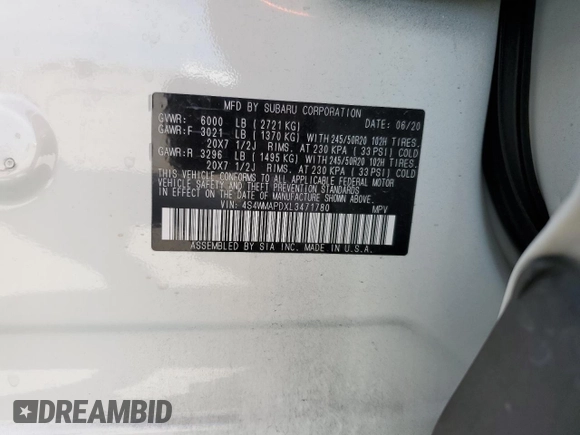 MFD BY SUBARU CORPORATION 06/20
GVWR: 6000 LB (2721 KG)
GAWR:F 3021 LB (1370 KG) WITH 245/50R20 102H TIRES.
20X7 1/2J RIMS. AT 230 KPA (33 PSI) COLD
GAWR:R 3296 LB (1495 KG) WITH 245/50R20 102H TIRES.
20X7 1/2J RIMS. AT 230 KPA (33 PSI) COLD
THIS VEHICLE CONFORMS TO ALL APPLICABLE FEDERAL MOTOR
VEHICLE SAFETY AND THEFT PREVENTION STANDARDS
IN EFFECT ON THE DATE OF MANUFACTURE SHOWN ABOVE.
VIN: 4S4WMAPDXL3471780 MPV
ASSEMBLED BY SIA INC. MADE IN U.S.A.
DREAMBID